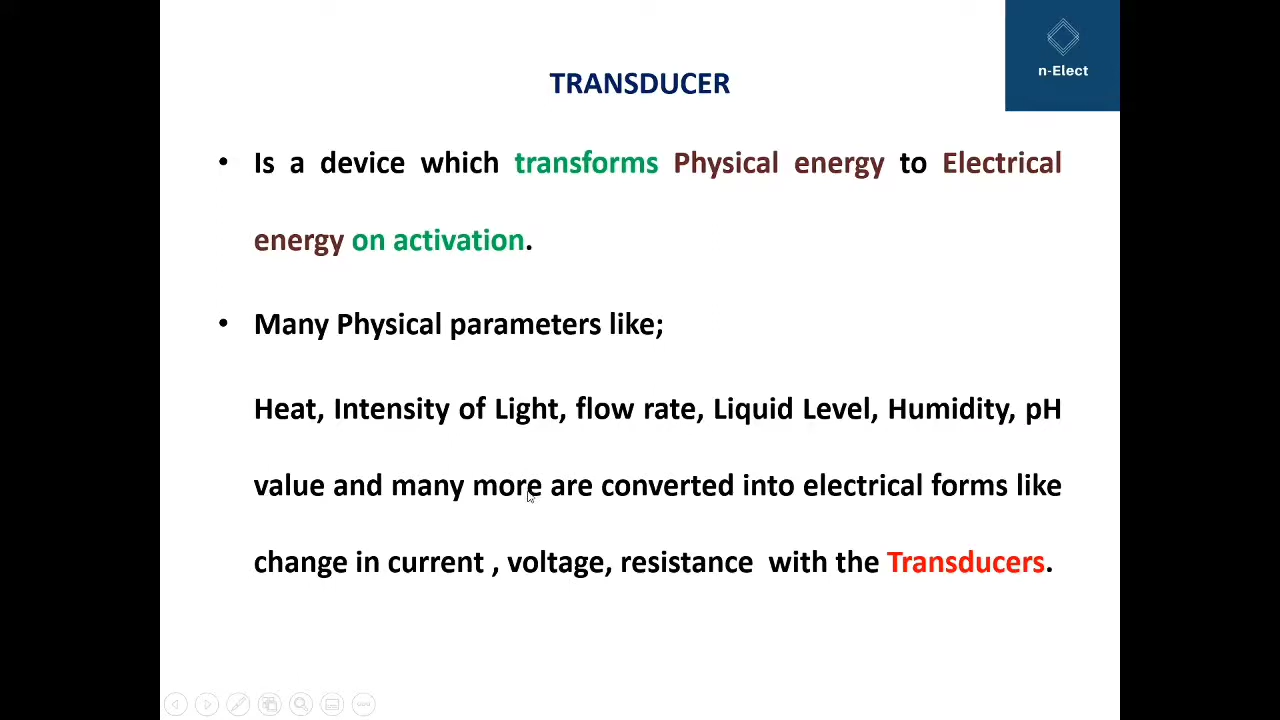 n-Elect
TRANSDUCER
• Is a device which transforms Physical energy to Electrical
energy on activation.
• Many Physical parameters like;
Heat, Intensity of Light, flow rate, Liquid Level, Humidity, pH
value and many more are converted into electrical forms like
change in current , voltage, resistance with the Transducers.